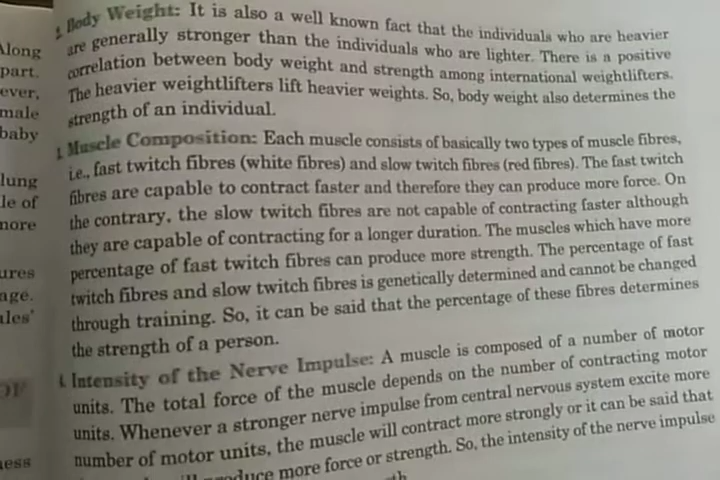 Along
part.
ever,
male
baby
lung
le of
more
ures
age.
ales'
OF
ness
2. Body Weight: It is also a well known fact that the individuals who are heavier
are generally stronger than the individuals who are lighter. There is a positive
correlation between body weight and strength among international weightlifters.
The heavier weightlifters lift heavier weights. So, body weight also determines the
strength of an individual.
3. Muscle Composition: Each muscle consists of basically two types of muscle fibres,
i.e., fast twitch fibres (white fibres) and slow twitch fibres (red fibres). The fast twitch
fibres are capable to contract faster and therefore they can produce more force. On
the contrary, the slow twitch fibres are not capable of contracting faster although
they are capable of contracting for a longer duration. The muscles which have more
percentage of fast twitch fibres can produce more strength. The percentage of fast
twitch fibres and slow twitch fibres is genetically determined and cannot be changed
through training. So, it can be said that the percentage of these fibres determines
the strength of a person.
4. Intensity of the Nerve Impulse: A muscle is composed of a number of motor
units. The total force of the muscle depends on the number of contracting motor
units. Whenever a stronger nerve impulse from central nervous system excite more
number of motor units, the muscle will contract more strongly or it can be said that
produce more force or strength. So, the intensity of the nerve impulse